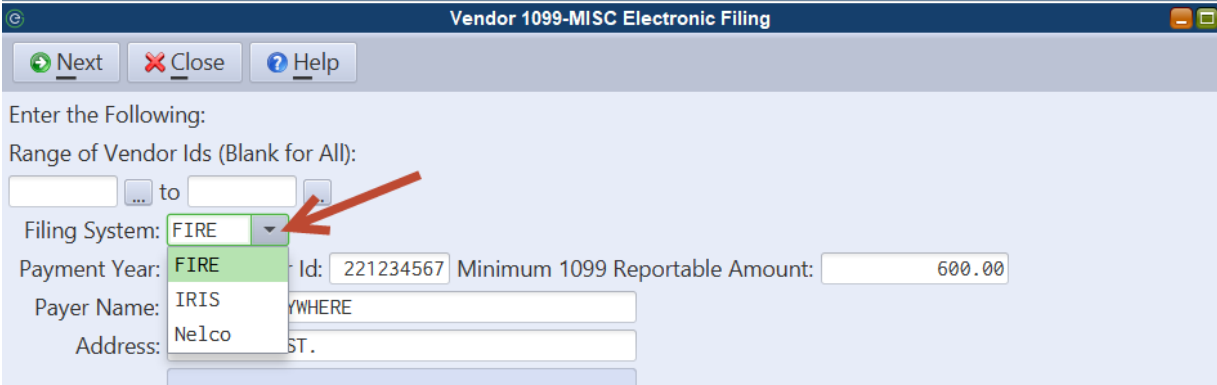 Vendor 1099-MISC Electronic Filing
Next Close Help
Enter the Following:
Range of Vendor Ids (Blank for All):
... to ...
Filing System: FIRE
Payment Year: FIRE Id: 221234567 Minimum 1099 Reportable Amount: 600.00
IRIS
Payer Name: YWHERE
Nelco
Address: ST.